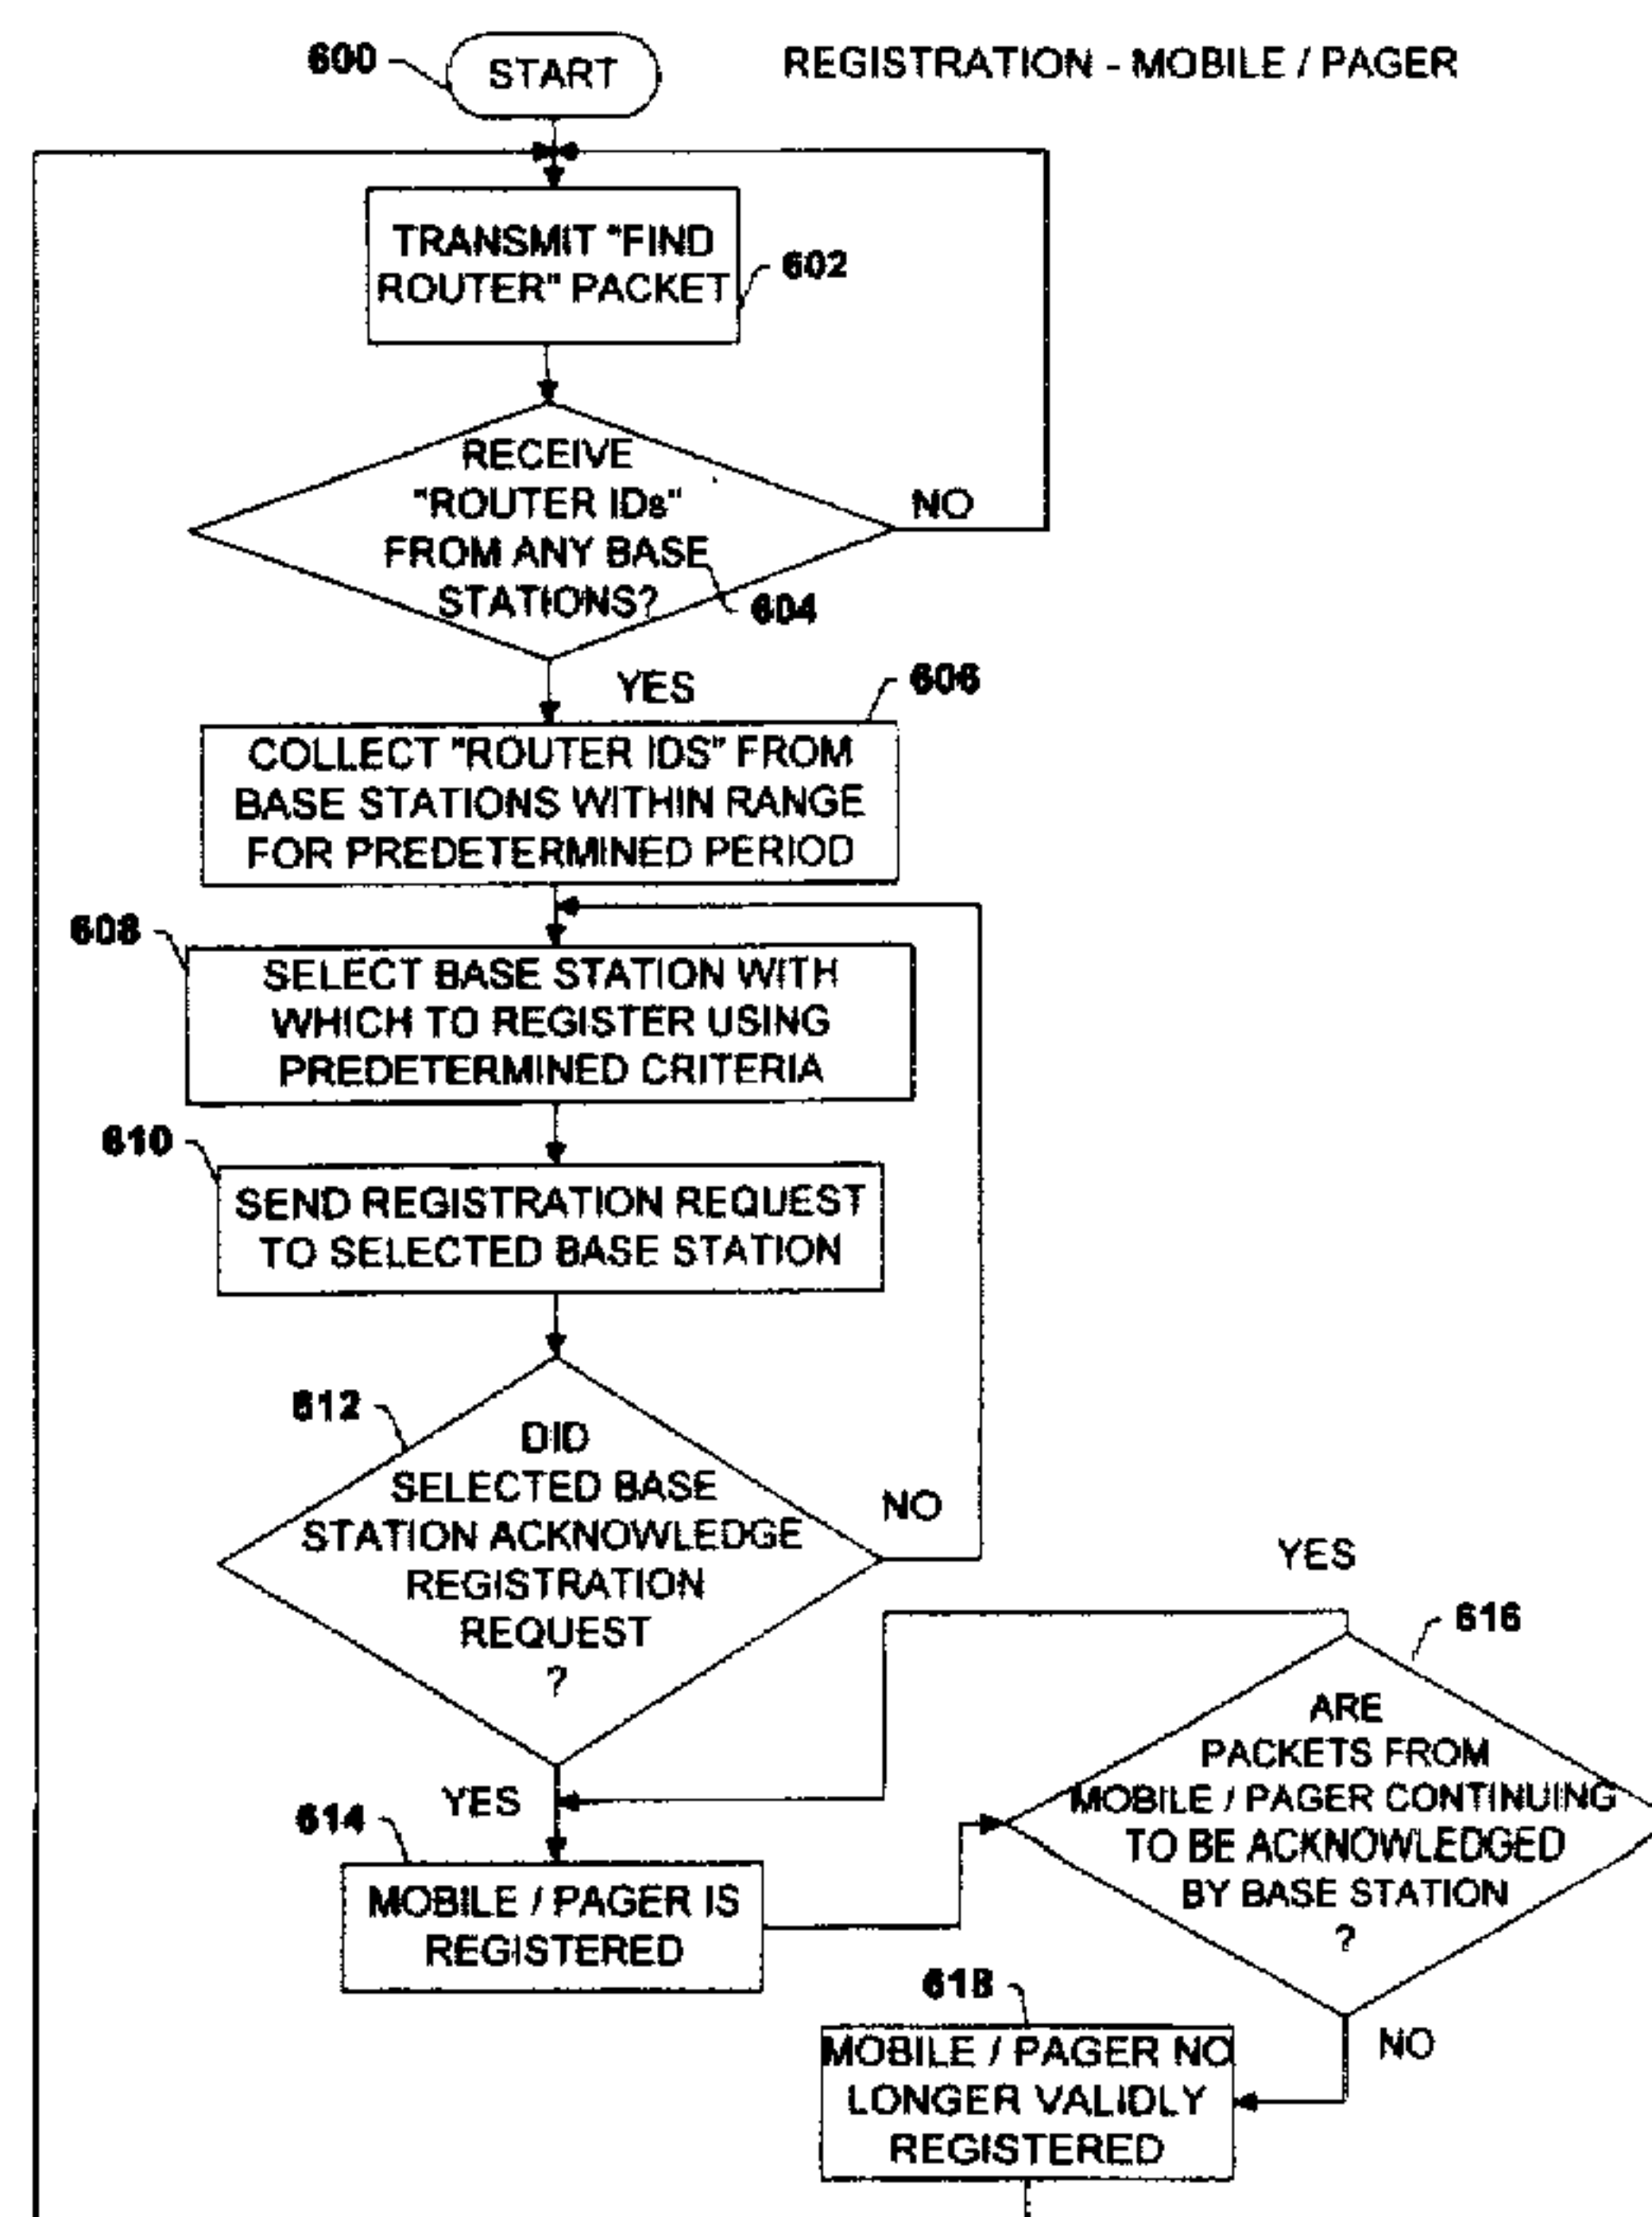 600
START
REGISTRATION - MOBILE / PAGER
TRANSMIT "FIND
ROUTER" PACKET
602
RECEIVE
"ROUTER IDs"
FROM ANY BASE
STATIONS?
604
NO
YES
606
COLLECT "ROUTER IDS" FROM
BASE STATIONS WITHIN RANGE
FOR PREDETERMINED PERIOD
608
SELECT BASE STATION WITH
WHICH TO REGISTER USING
PREDETERMINED CRITERIA
610
SEND REGISTRATION REQUEST
TO SELECTED BASE STATION
612
DID
SELECTED BASE
STATION ACKNOWLEDGE
REGISTRATION
REQUEST
?
NO
YES
614
MOBILE / PAGER IS
REGISTERED
YES
616
ARE
PACKETS FROM
MOBILE / PAGER CONTINUING
TO BE ACKNOWLEDGED
BY BASE STATION
?
NO
618
MOBILE / PAGER NO
LONGER VALIDLY
REGISTERED